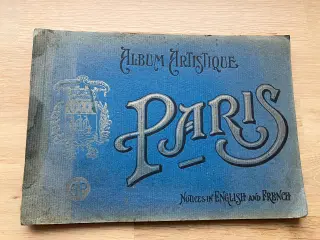 ALBUM ARTISTIQUE
PARIS
NOTICES IN ENGLISH AND FRENCH